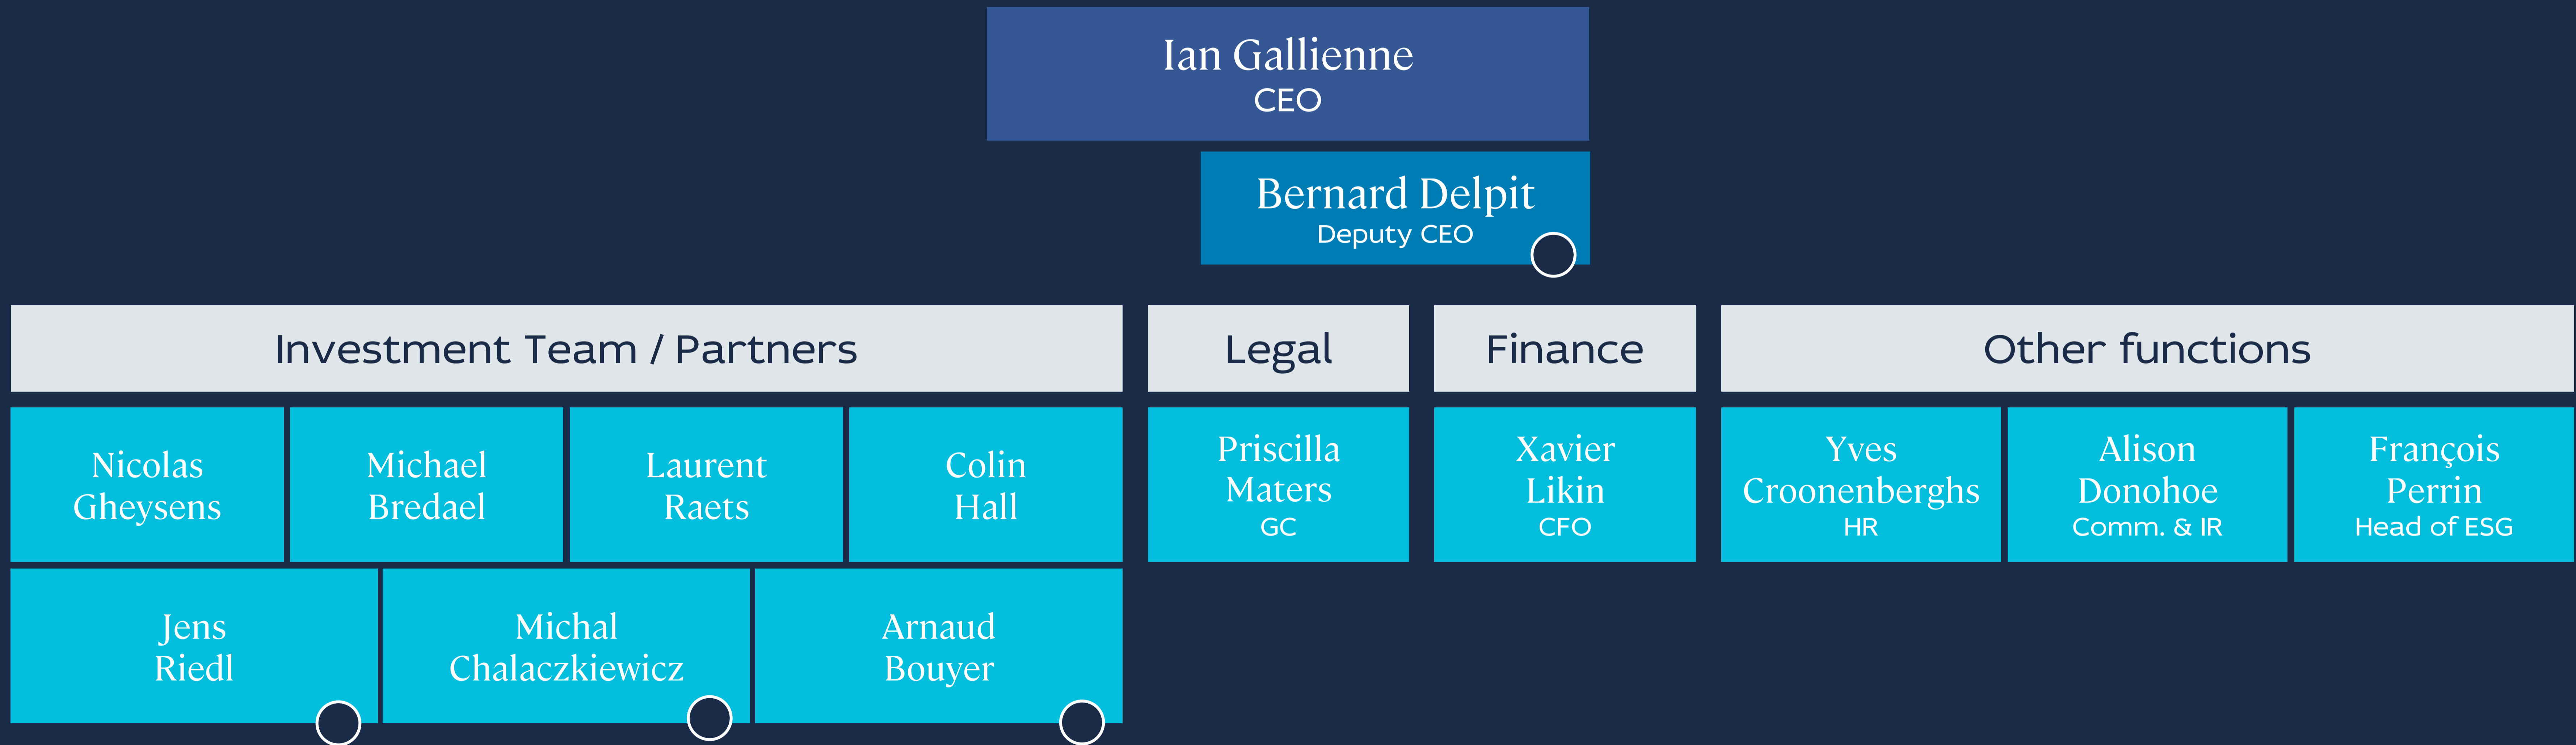 Ian Gallienne
CEO
Bernard Delpit
Deputy CEO
Investment Team / Partners
Legal
Finance
Other functions
Nicolas
Gheysens
Michael
Bredael
Laurent
Raets
Colin
Hall
Priscilla
Maters
GC
Xavier
Likin
CFO
Yves
Croonenberghs
HR
Alison
Donohoe
Comm. & IR
François
Perrin
Head of ESG
Jens
Riedl
Michal
Chalaczkiewicz
Arnaud
Bouyer